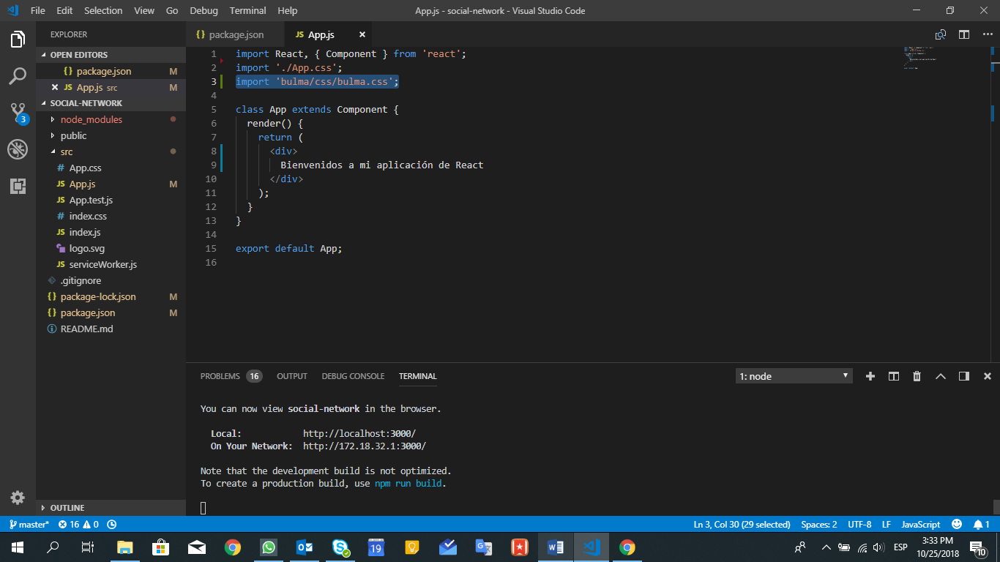 File Edit Selection View Go Debug Terminal Help
App.js - social-network - Visual Studio Code
EXPLORER
OPEN EDITORS
{} package.json M
JS App.js src M
SOCIAL-NETWORK
node_modules
public
src
# App.css
JS App.js M
JS App.test.js
# index.css
JS index.js
logo.svg
JS serviceWorker.js
.gitignore
{} package-lock.json M
{} package.json M
README.md
OUTLINE
3
{} package.json
JS App.js
1 import React, { Component } from 'react';
2 import './App.css';
3 import 'bulma/css/bulma.css';
4
5 class App extends Component {
6 render() {
7 return (
8 <div>
9 Bienvenidos a mi aplicación de React
10 </div>
11 );
12 }
13 }
14
15 export default App;
16
PROBLEMS 16 OUTPUT DEBUG CONSOLE TERMINAL
1: node
You can now view social-network in the browser.
Local: http://localhost:3000/
On Your Network: http://172.18.32.1:3000/
Note that the development build is not optimized.
To create a production build, use npm run build.
master* 16 0
Ln 3, Col 30 (29 selected) Spaces: 2 UTF-8 LF JavaScript 1
19
ESP
3:33 PM
10/25/2018
10